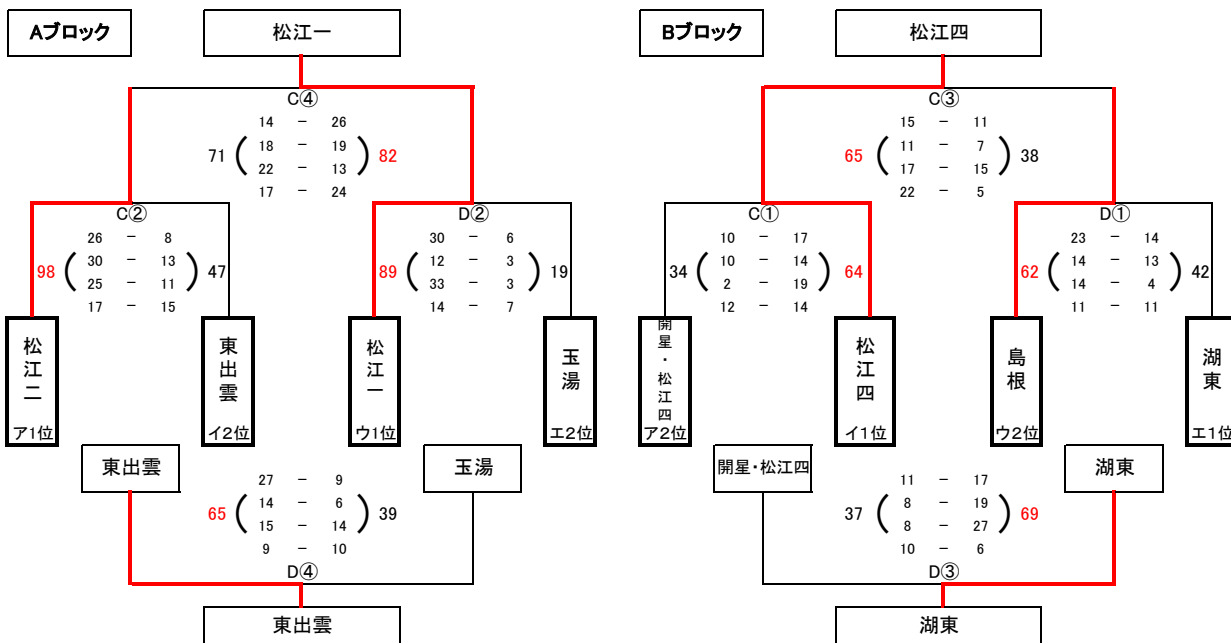 Aブロック
松江一
C④
71 ( 14 - 26
18 - 19
22 - 13
17 - 24 ) 82
C②
98 ( 26 - 8
30 - 13
25 - 11
17 - 15 ) 47
D②
89 ( 30 - 6
12 - 3
33 - 3
14 - 7 ) 19
松江二
ア1位
東出雲
イ2位
松江一
ウ1位
玉湯
エ2位
東出雲
玉湯
65 ( 27 - 9
14 - 6
15 - 14
9 - 10 ) 39
D④
東出雲
Bブロック
松江四
C③
65 ( 15 - 11
11 - 7
17 - 15
22 - 5 ) 38
C①
34 ( 10 - 17
10 - 14
2 - 19
12 - 14 ) 64
D①
62 ( 23 - 14
14 - 13
14 - 4
11 - 11 ) 42
開星・松江四
ア2位
松江四
イ1位
島根
ウ2位
湖東
エ1位
開星・松江四
湖東
37 ( 11 - 17
8 - 19
8 - 27
10 - 6 ) 69
D③
湖東